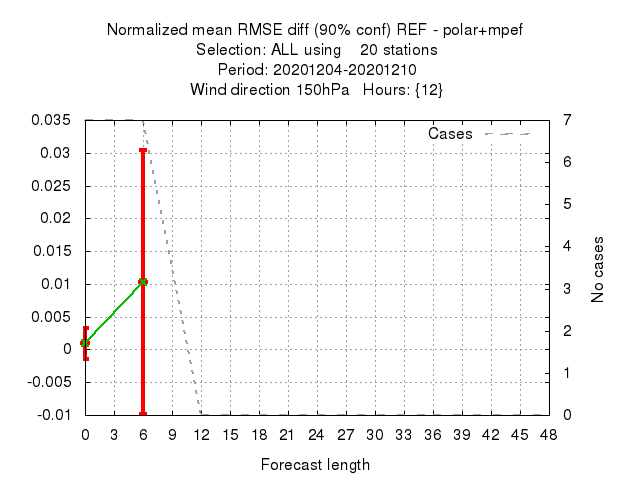 Normalized mean RMSE diff (90% conf) REF - polar+mpef
Selection: ALL using 20 stations
Period: 20201204-20201210
Wind direction 150hPa Hours: {12}
Cases
0.035
0.03
0.025
0.02
0.015
0.01
0.005
0
-0.005
-0.01
7
6
5
4
3
2
1
0
No cases
0 3 6 9 12 15 18 21 24 27 30 33 36 39 42 45 48
Forecast length